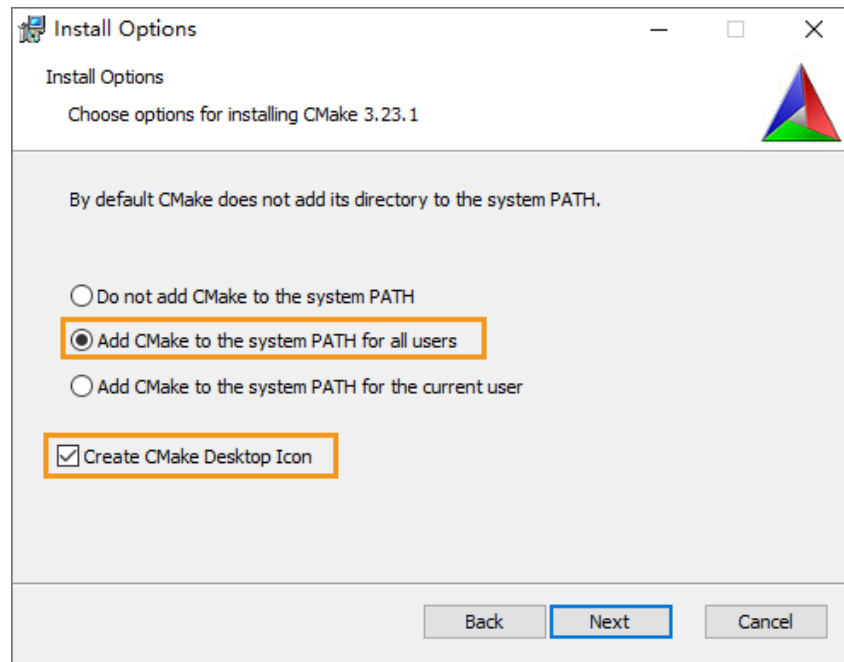 Install Options
Install Options
Choose options for installing CMake 3.23.1
By default CMake does not add its directory to the system PATH.
Do not add CMake to the system PATH
Add CMake to the system PATH for all users
Add CMake to the system PATH for the current user
Create CMake Desktop Icon
Back Next Cancel